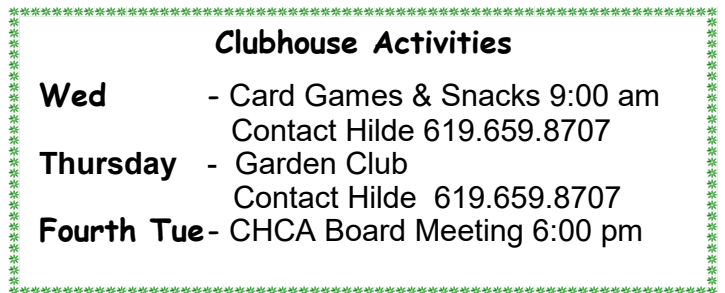 Clubhouse Activities
Wed - Card Games & Snacks 9:00 am
Contact Hilde 619.659.8707
Thursday - Garden Club
Contact Hilde 619.659.8707
Fourth Tue- CHCA Board Meeting 6:00 pm